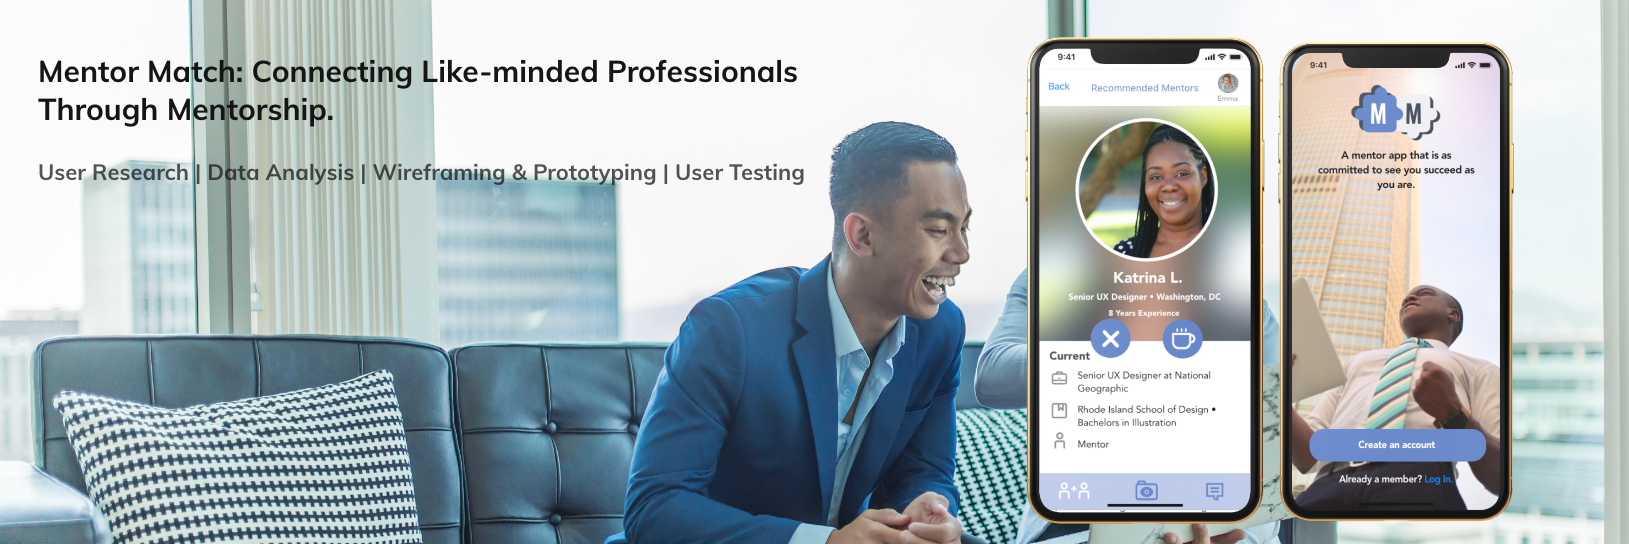 Mentor Match: Connecting Like-minded Professionals
Through Mentorship.
User Research | Data Analysis | Wireframing & Prototyping | User Testing
9:41
Back
Recommended Mentors
Emma
Katrina L.
Senior UX Designer • Washington, DC
8 Years Experience
Current
Senior UX Designer at National
Geographic
Rhode Island School of Design •
Bachelors in Illustration
Mentor
9:41
M M
A mentor app that is as
committed to see you succeed as
you are.
Create an account
Already a member? Log In.